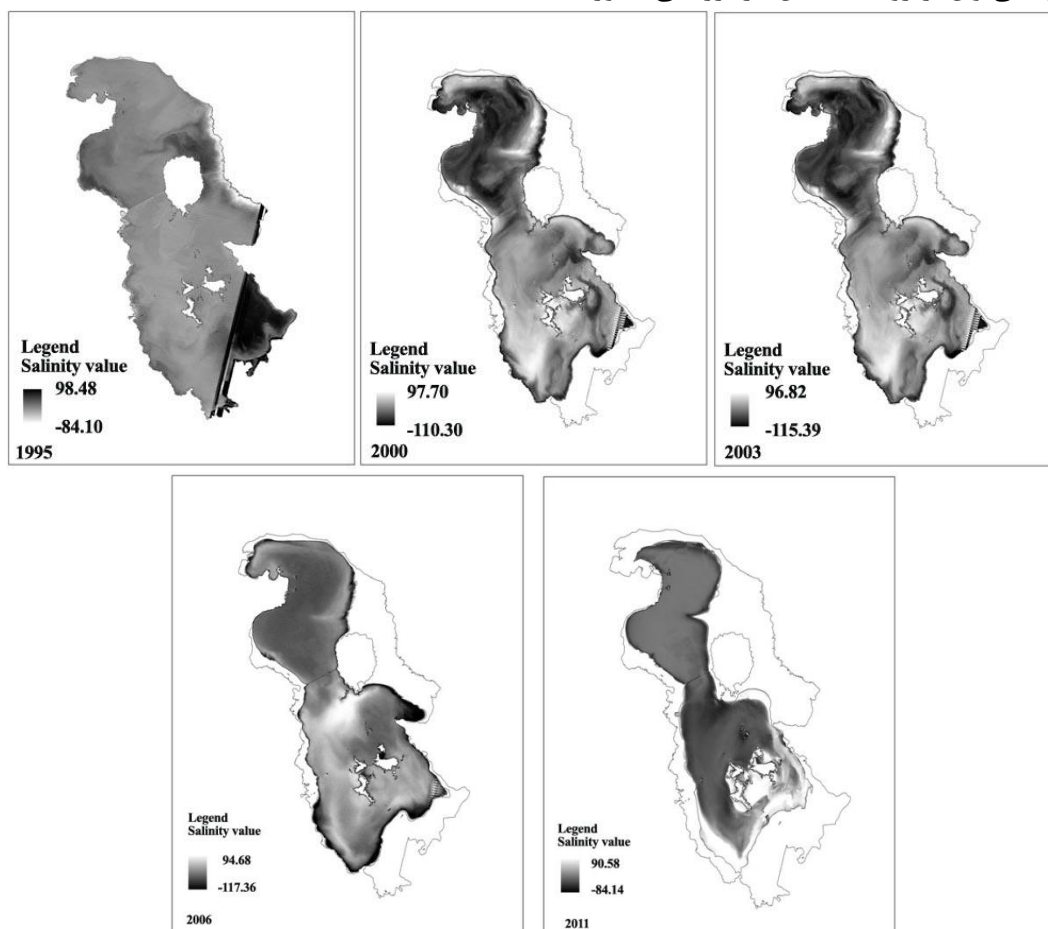 Legend
Salinity value
98.48
-84.10
1995
Legend
Salinity value
97.70
-110.30
2000
Legend
Salinity value
96.82
-115.39
2003
Legend
Salinity value
94.68
-117.36
2006
Legend
Salinity value
90.58
-84.14
2011